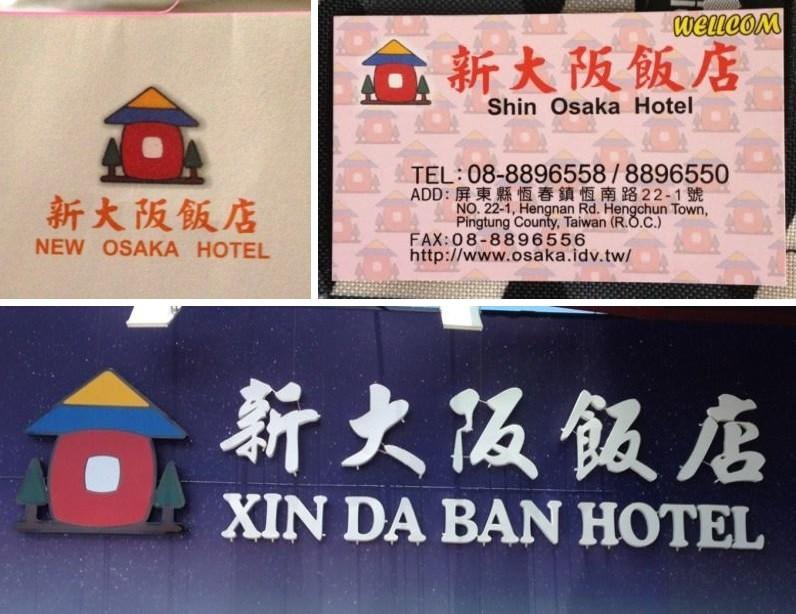 新大阪飯店
NEW OSAKA HOTEL
WELLCOM
新大阪飯店
Shin Osaka Hotel
TEL:08-8896558/8896550
ADD:屏東縣恆春鎮恆南路22-1號
NO. 22-1, Hengnan Rd. Hengchun Town,
Pingtung County, Taiwan (R.O.C.)
FAX:08-8896556
http://www.osaka.idv.tw/
新大阪飯店
XIN DA BAN HOTEL